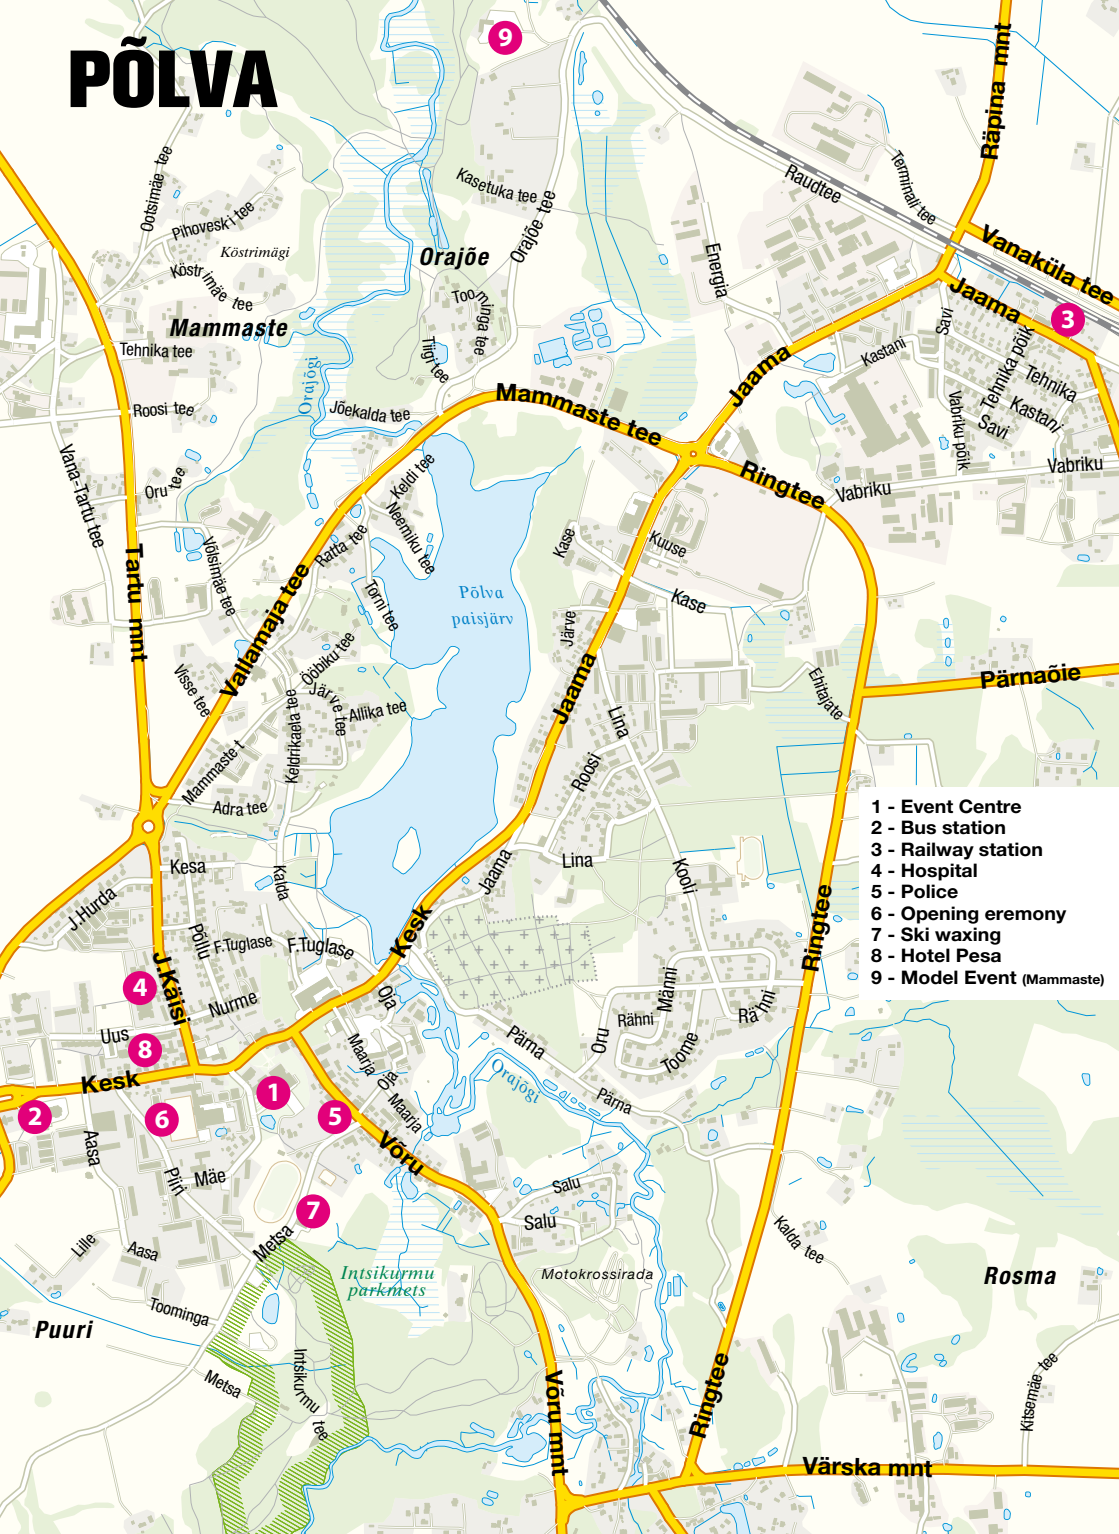 PÕLVA
9
Räpina mnt
Ootsimäe tee
Pihoveski tee
Köstrimägi
Köstrimäe tee
Mammaste
Tehnika tee
Roosi tee
Kasetuka tee
Orajõe tee
Orajõe
Toominga tee
Tiigi tee
Raudtee
Terminali tee
Energia
Vanaküla tee
Jaama
3
Savi
Kastani
Tehnika põik
Tehnika
Kastani
Savi
Vabriku põik
Vabriku
Vabriku
Jaama
Orajõgi
Jõekalda tee
Mammaste tee
Ringtee
Vana-Tartu tee
Oru tee
Keldi tee
Neemiku tee
Võlsimäe tee
Ratta tee
Torni tee
Tartu mnt
Vallamaja tee
Põlva
paisjärv
Kase
Kuuse
Kase
Järve
Jaama
Visse tee
Ööbiku tee
Järve tee
Allika tee
Keldrikaela tee
Mammaste t
Adra tee
Lina
Roosi
Ehitajate
Pärnaõie
1 - Event Centre
2 - Bus station
3 - Railway station
4 - Hospital
5 - Police
6 - Opening eremony
7 - Ski waxing
8 - Hotel Pesa
9 - Model Event (Mammaste)
Kesa
Kalda
J.Hurda
Põllu
F.Tuglase
F.Tuglase
Jaama
Lina
Kooli
Kesk
Ringtee
J.Käisi
4
Nurme
Uus
8
Oja
Männi
Rähni
Rähni
Oru
Toome
Pärna
Pärna
Orajõgi
Maarja
Oja
Maarja
Kesk
2
6
1
5
Võru
Aasa
Piiri
Mäe
7
Metsa
Salu
Salu
Lille
Aasa
Intsikurmu
parkmets
Motokrossirada
Kalda tee
Rosma
Toominga
Puuri
Metsa
Intsikurmu tee
Võru mnt
Ringtee
Kitsemäe tee
Värska mnt